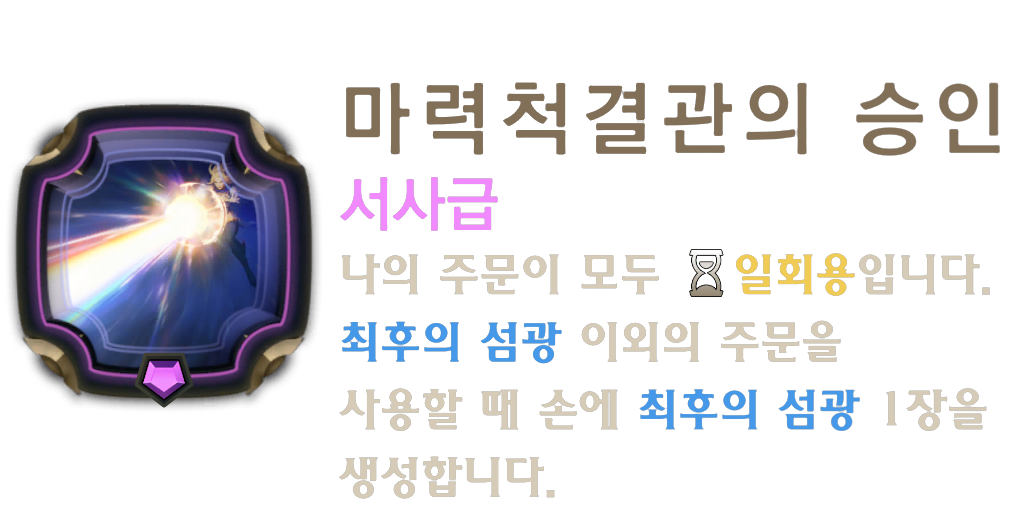 마력척결관의 승인
서사급
나의 주문이 모두 일회용입니다.
최후의 섬광 이외의 주문을
사용할 때 손에 최후의 섬광 1장을
생성합니다.